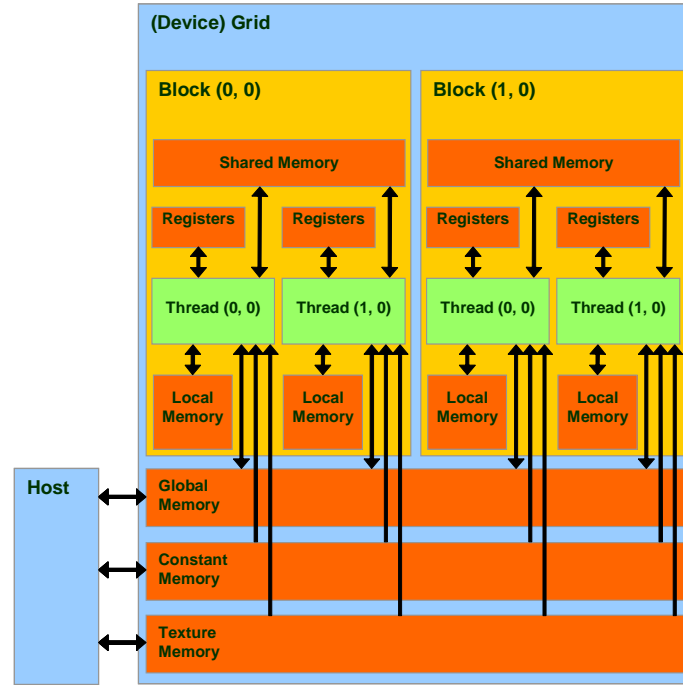 (Device) Grid
Block (0, 0)
Block (1, 0)
Shared Memory
Shared Memory
Registers
Registers
Registers
Registers
Thread (0, 0)
Thread (1, 0)
Thread (0, 0)
Thread (1, 0)
Local
Memory
Local
Memory
Local
Memory
Local
Memory
Host
Global
Memory
Constant
Memory
Texture
Memory